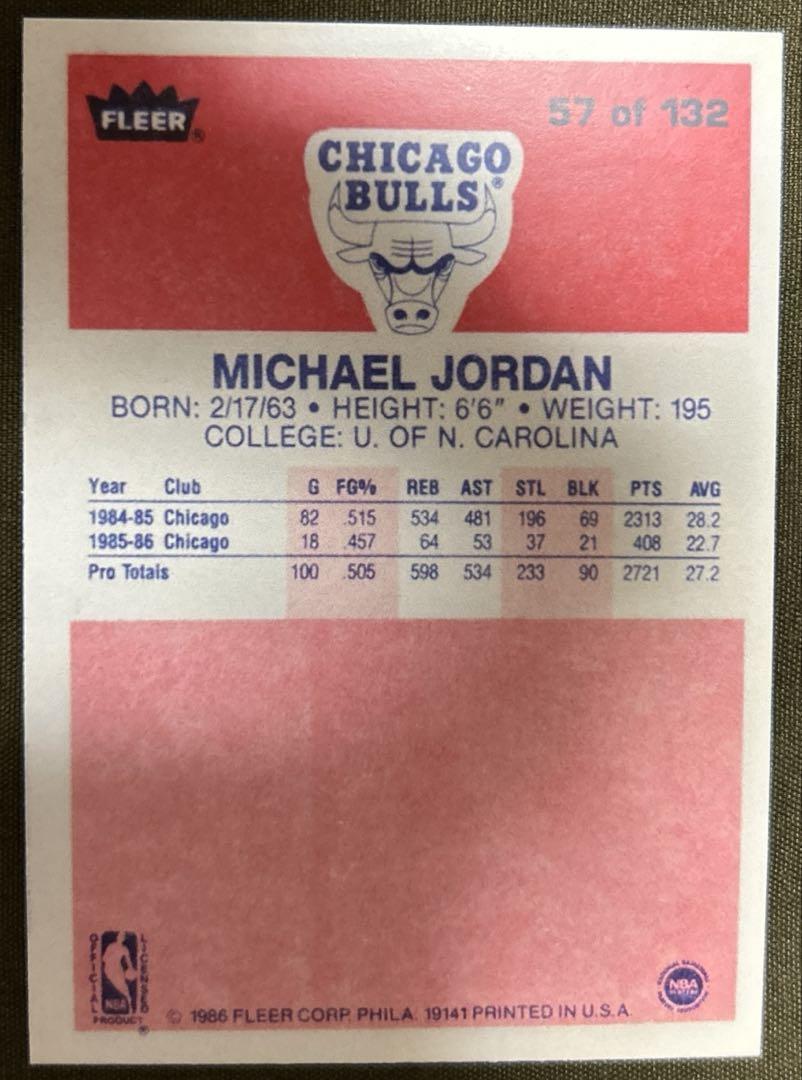 FLEER®
57 of 132
CHICAGO
BULLS®
MICHAEL JORDAN
BORN: 2/17/63 • HEIGHT: 6'6" • WEIGHT: 195
COLLEGE: U. OF N. CAROLINA
Year Club G FG% REB AST STL BLK PTS AVG
1984-85 Chicago 82 .515 534 481 196 69 2313 28.2
1985-86 Chicago 18 .457 64 53 37 21 408 22.7
Pro Totals 100 .505 598 534 233 90 2721 27.2
OFFICIAL
NBA
LICENSED
PRODUCT®
© 1986 FLEER CORP. PHILA. 19141 PRINTED IN U.S.A.
NBA